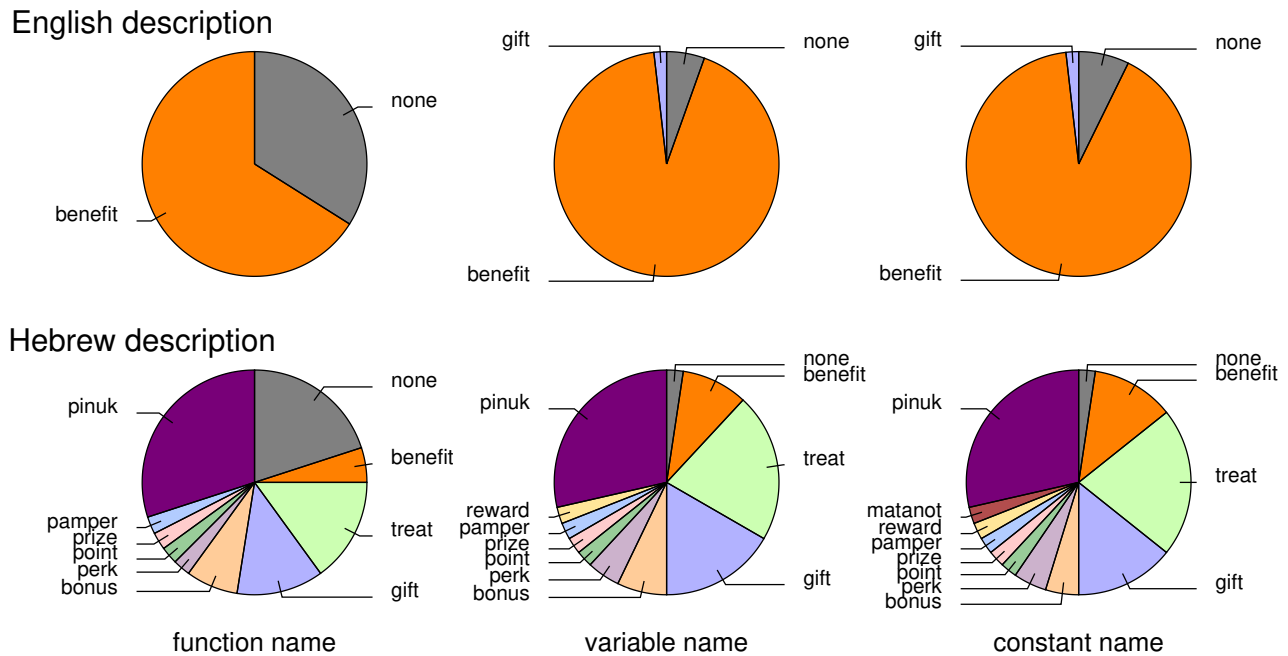 English description
none
benefit
gift
none
benefit
gift
none
benefit
Hebrew description
none
benefit
treat
gift
bonus
perk
point
prize
pamper
pinuk
none
benefit
treat
gift
bonus
perk
point
prize
pamper
reward
pinuk
none
benefit
treat
gift
bonus
perk
point
prize
pamper
reward
matanot
pinuk
function name
variable name
constant name